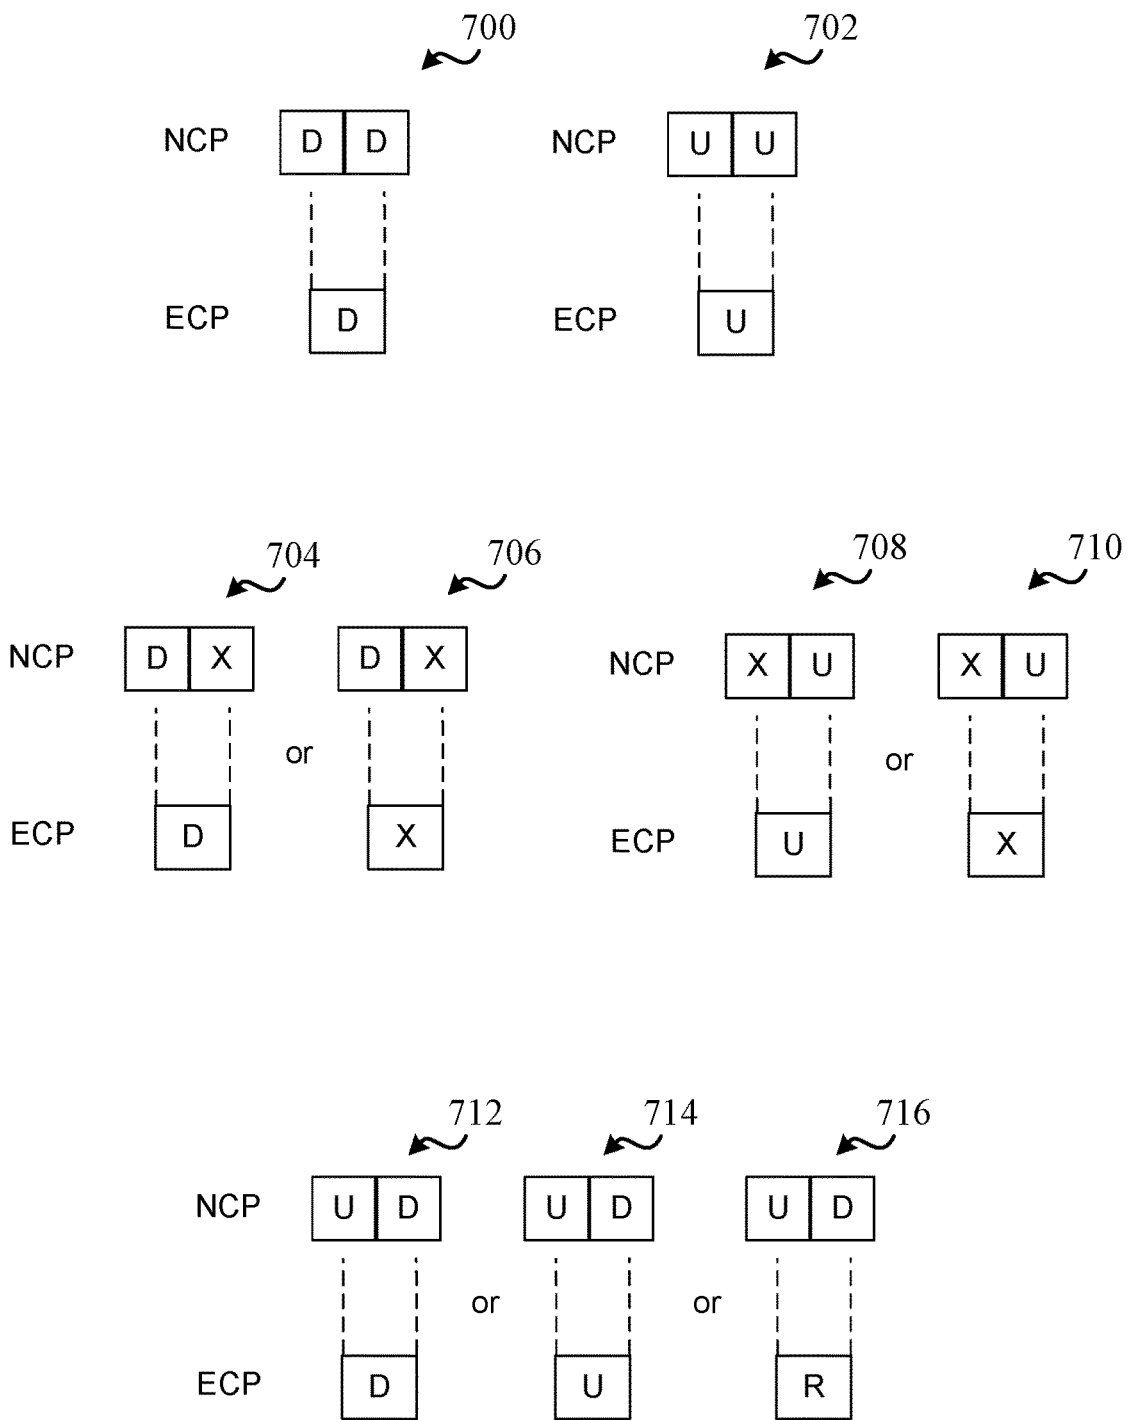 700 702
NCP D D NCP U U
ECP D ECP U
704 706 708 710
NCP D X D X NCP X U X U
or or
ECP D X ECP U X
712 714 716
NCP U D U D U D
or or
ECP D U R